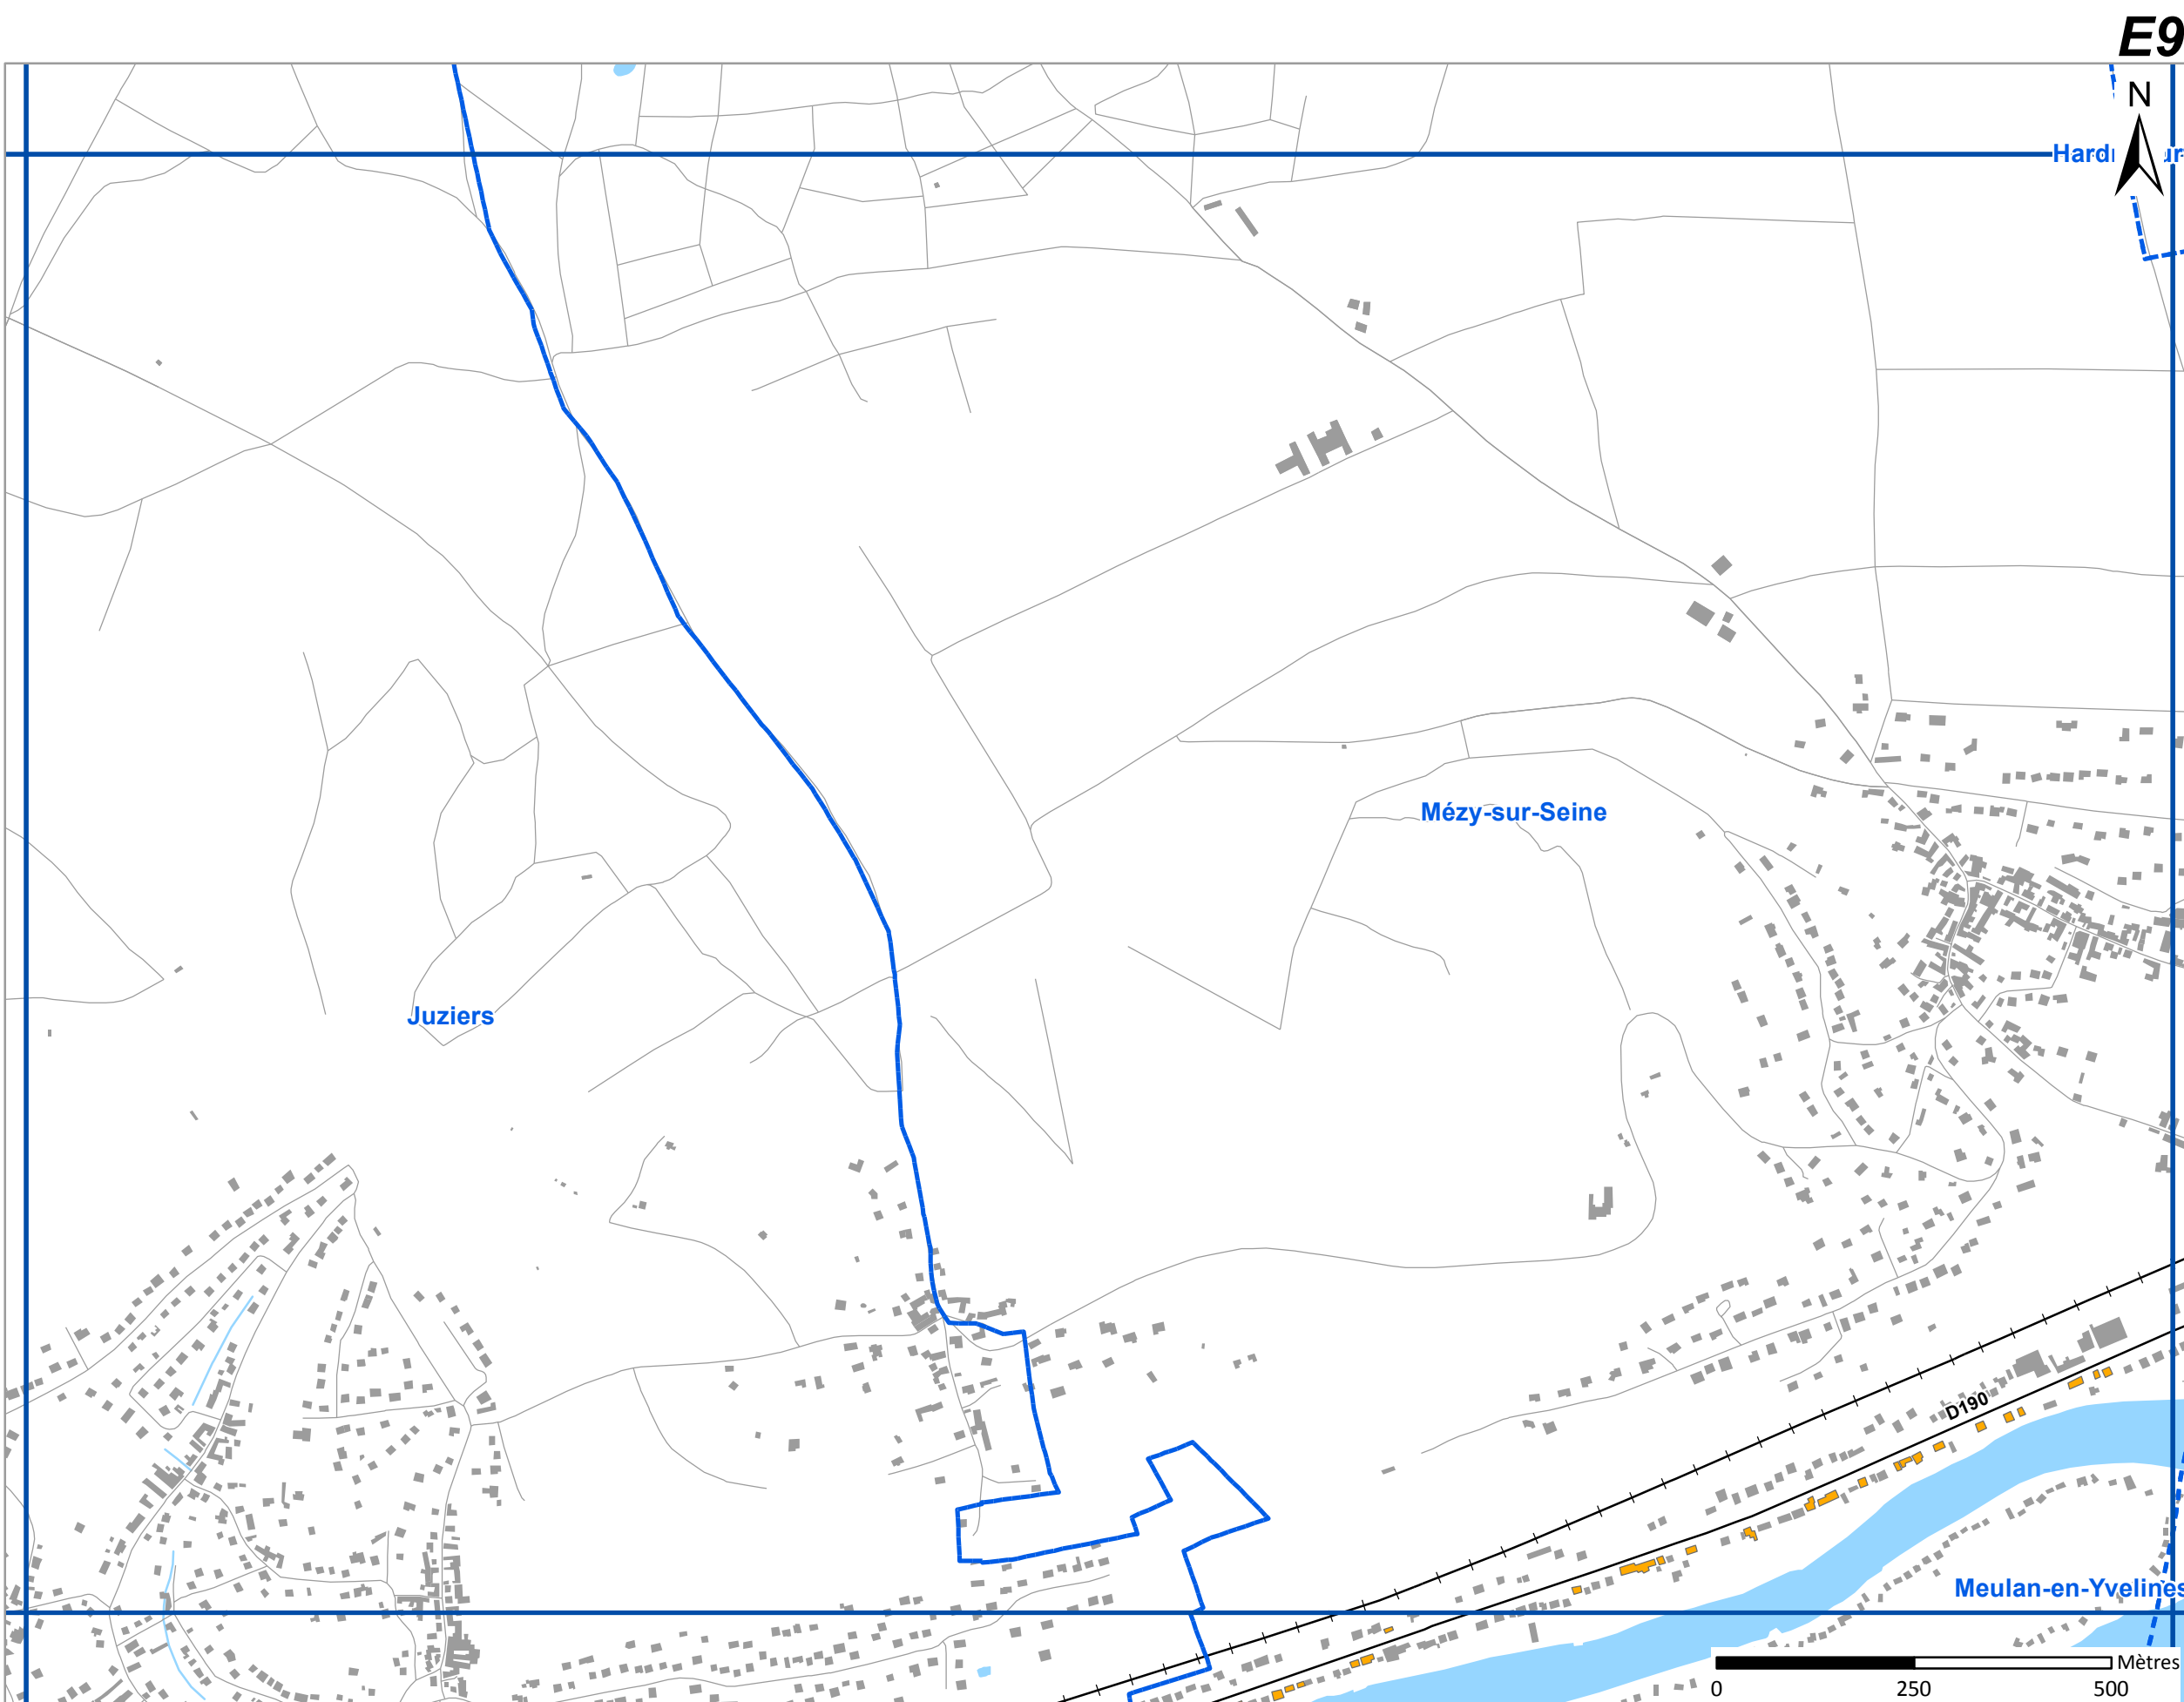 E9
N
Mézy-sur-Seine
Juziers
D190
Meulan-en-Yvelines
Mètres
0 250 500